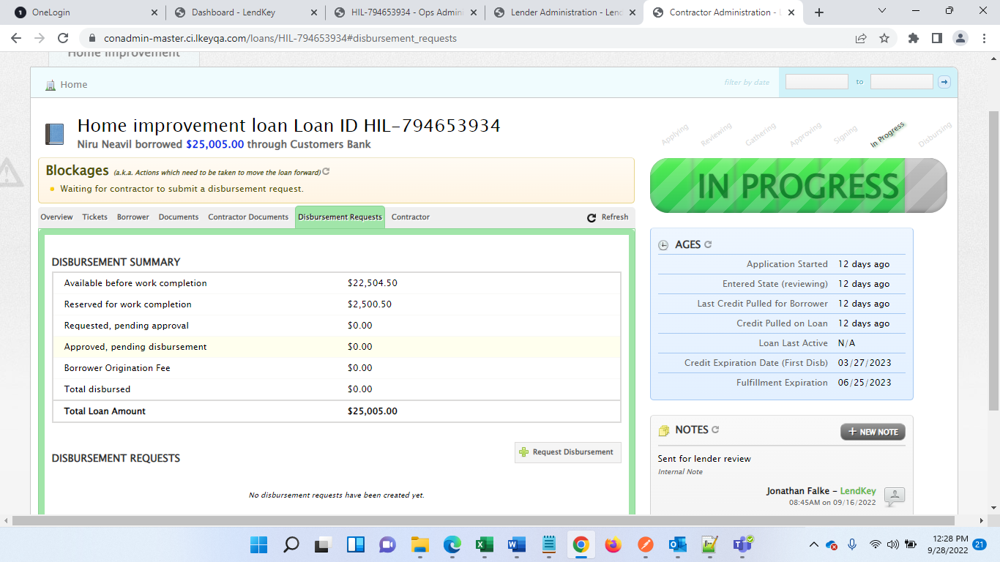 OneLogin
Dashboard - LendKey
HIL-794653934 - Ops Admin
Lender Administration - Lend
Contractor Administration -
conadmin-master.ci.lkeyqa.com/loans/HIL-794653934#disbursement_requests
Home Improvement
Home
filter by date
to
Home improvement loan Loan ID HIL-794653934
Niru Neavil borrowed $25,005.00 through Customers Bank
Applying
Reviewing
Gathering
Approving
Signing
In Progress
Disbursing
Blockages (a.k.a. Actions which need to be taken to move the loan forward)
Waiting for contractor to submit a disbursement request.
IN PROGRESS
Overview Tickets Borrower Documents Contractor Documents Disbursement Requests Contractor Refresh
DISBURSEMENT SUMMARY
Available before work completion $22,504.50
Reserved for work completion $2,500.50
Requested, pending approval $0.00
Approved, pending disbursement $0.00
Borrower Origination Fee $0.00
Total disbursed $0.00
Total Loan Amount $25,005.00
DISBURSEMENT REQUESTS
Request Disbursement
No disbursement requests have been created yet.
AGES
Application Started 12 days ago
Entered State (reviewing) 12 days ago
Last Credit Pulled for Borrower 12 days ago
Credit Pulled on Loan 12 days ago
Loan Last Active N/A
Credit Expiration Date (First Disb) 03/27/2023
Fulfillment Expiration 06/25/2023
NOTES
NEW NOTE
Sent for lender review
Internal Note
Jonathan Falke - LendKey
08:45AM on 09/16/2022
12:28 PM
9/28/2022
21